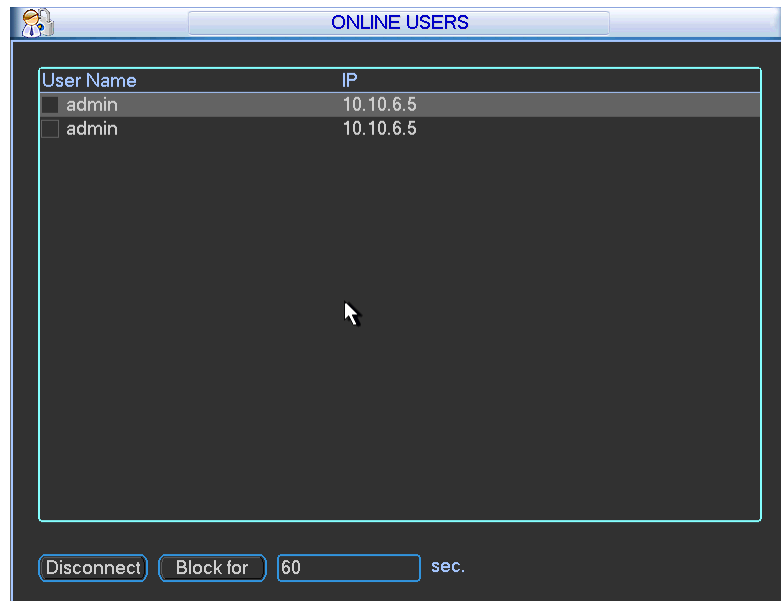 ONLINE USERS
User Name IP
admin 10.10.6.5
admin 10.10.6.5
Disconnect Block for 60 sec.